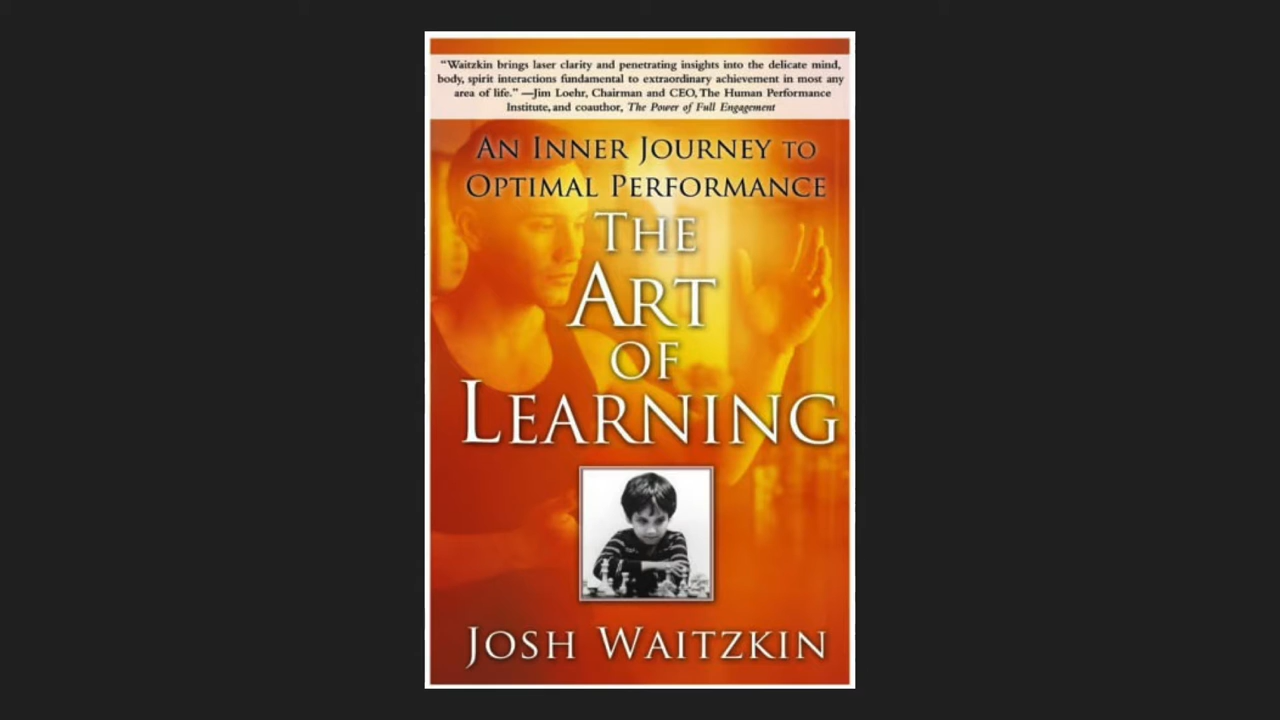 “Waitzkin brings laser clarity and penetrating insights into the delicate mind,
body, spirit interactions fundamental to extraordinary achievement in most any
area of life.” —Jim Loehr, Chairman and CEO, The Human Performance
Institute, and coauthor, The Power of Full Engagement
AN INNER JOURNEY TO
OPTIMAL PERFORMANCE
THE
ART
OF
LEARNING
JOSH WAITZKIN